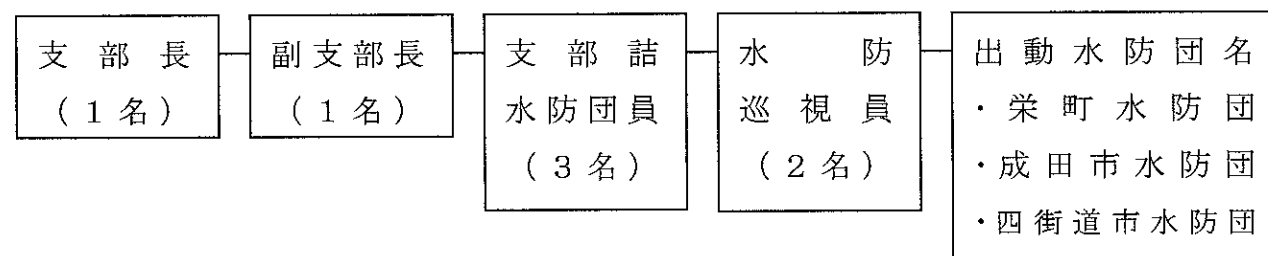 支部長
(1名)
副支部長
(1名)
支部詰
水防団員
(3名)
水防
巡視員
(2名)
出動水防団名
・栄町水防団
・成田市水防団
・四街道市水防団